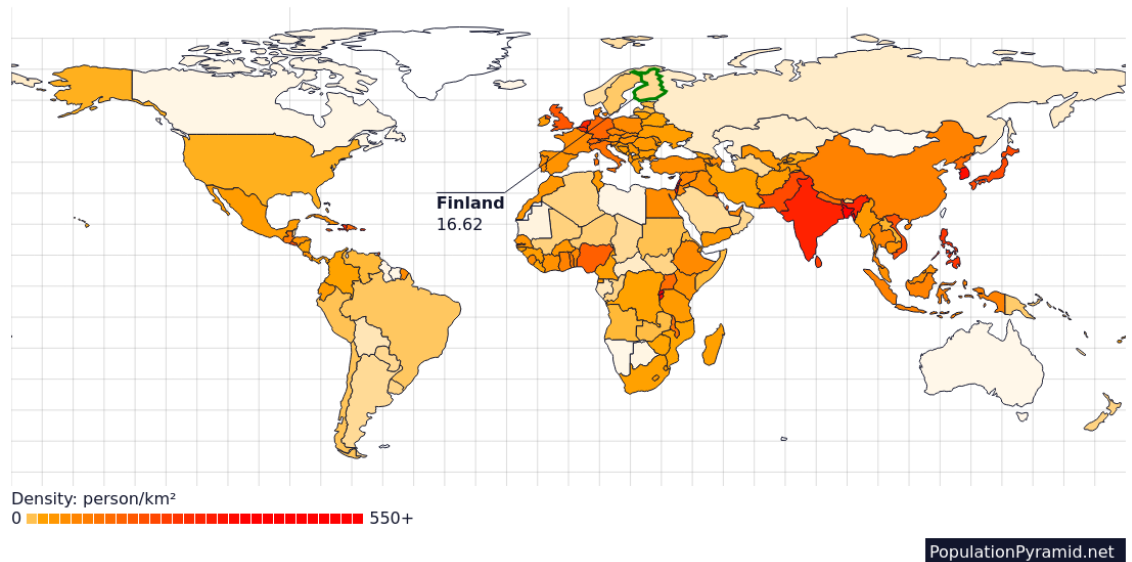 Finland
16.62
Density: person/km²
0 550+
PopulationPyramid.net